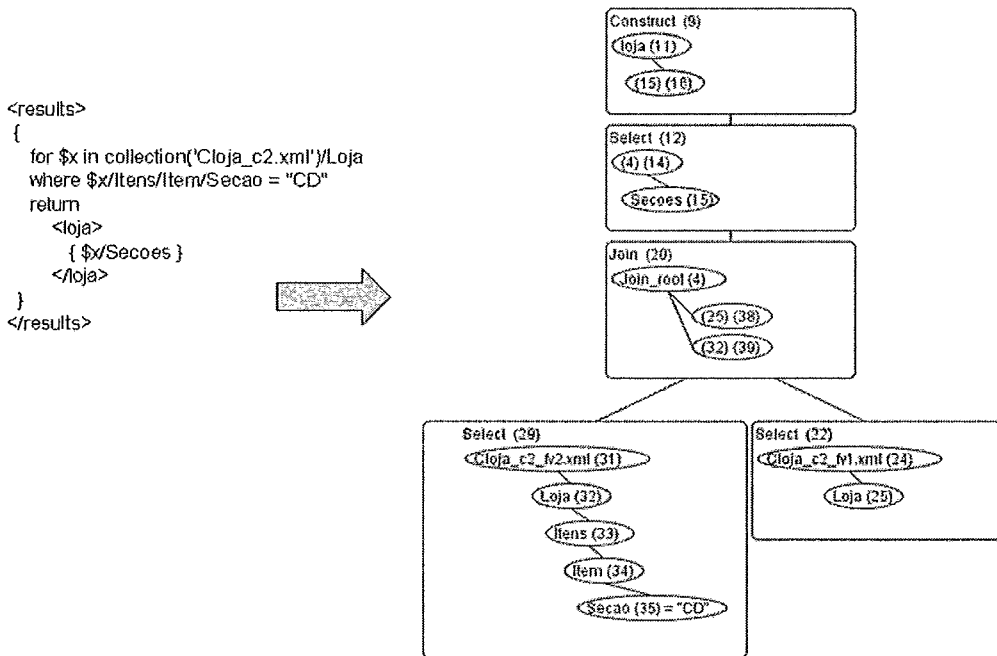 <results>
{
for $x in collection('Cloja_c2.xml')/Loja
where $x/Itens/Item/Secao = "CD"
return
<loja>
{ $x/Secoes }
</loja>
}
</results>
Construct (9)
loja (11)
(15) (16)
Select (12)
(4) (14)
Secoes (15)
Join (20)
Join_root (4)
(25) (38)
(32) (39)
Select (29)
Cloja_c2_fv2.xml (31)
Loja (32)
Itens (33)
Item (34)
Secao (35) = "CD"
Select (22)
Cloja_c2_fv1.xml (24)
Loja (25)